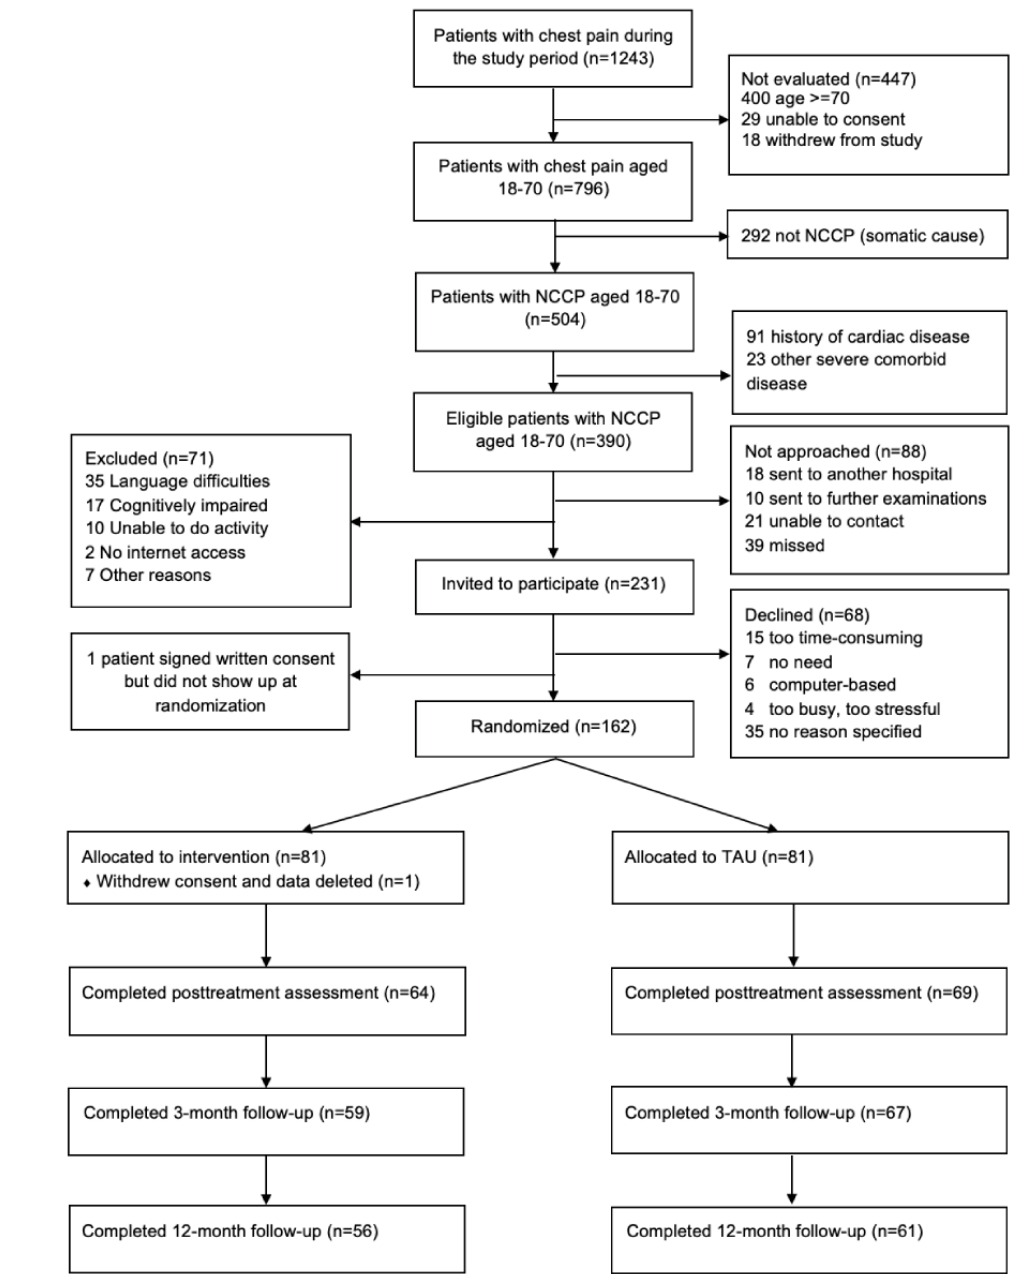 Patients with chest pain during
the study period (n=1243)
Not evaluated (n=447)
400 age >=70
29 unable to consent
18 withdrew from study
Patients with chest pain aged
18-70 (n=796)
292 not NCCP (somatic cause)
Patients with NCCP aged 18-70
(n=504)
91 history of cardiac disease
23 other severe comorbid
disease
Eligible patients with NCCP
aged 18-70 (n=390)
Excluded (n=71)
35 Language difficulties
17 Cognitively impaired
10 Unable to do activity
2 No internet access
7 Other reasons
Not approached (n=88)
18 sent to another hospital
10 sent to further examinations
21 unable to contact
39 missed
Invited to participate (n=231)
Declined (n=68)
15 too time-consuming
7 no need
6 computer-based
4 too busy, too stressful
35 no reason specified
1 patient signed written consent
but did not show up at
randomization
Randomized (n=162)
Allocated to intervention (n=81)
♦ Withdrew consent and data deleted (n=1)
Allocated to TAU (n=81)
Completed posttreatment assessment (n=64)
Completed posttreatment assessment (n=69)
Completed 3-month follow-up (n=59)
Completed 3-month follow-up (n=67)
Completed 12-month follow-up (n=56)
Completed 12-month follow-up (n=61)